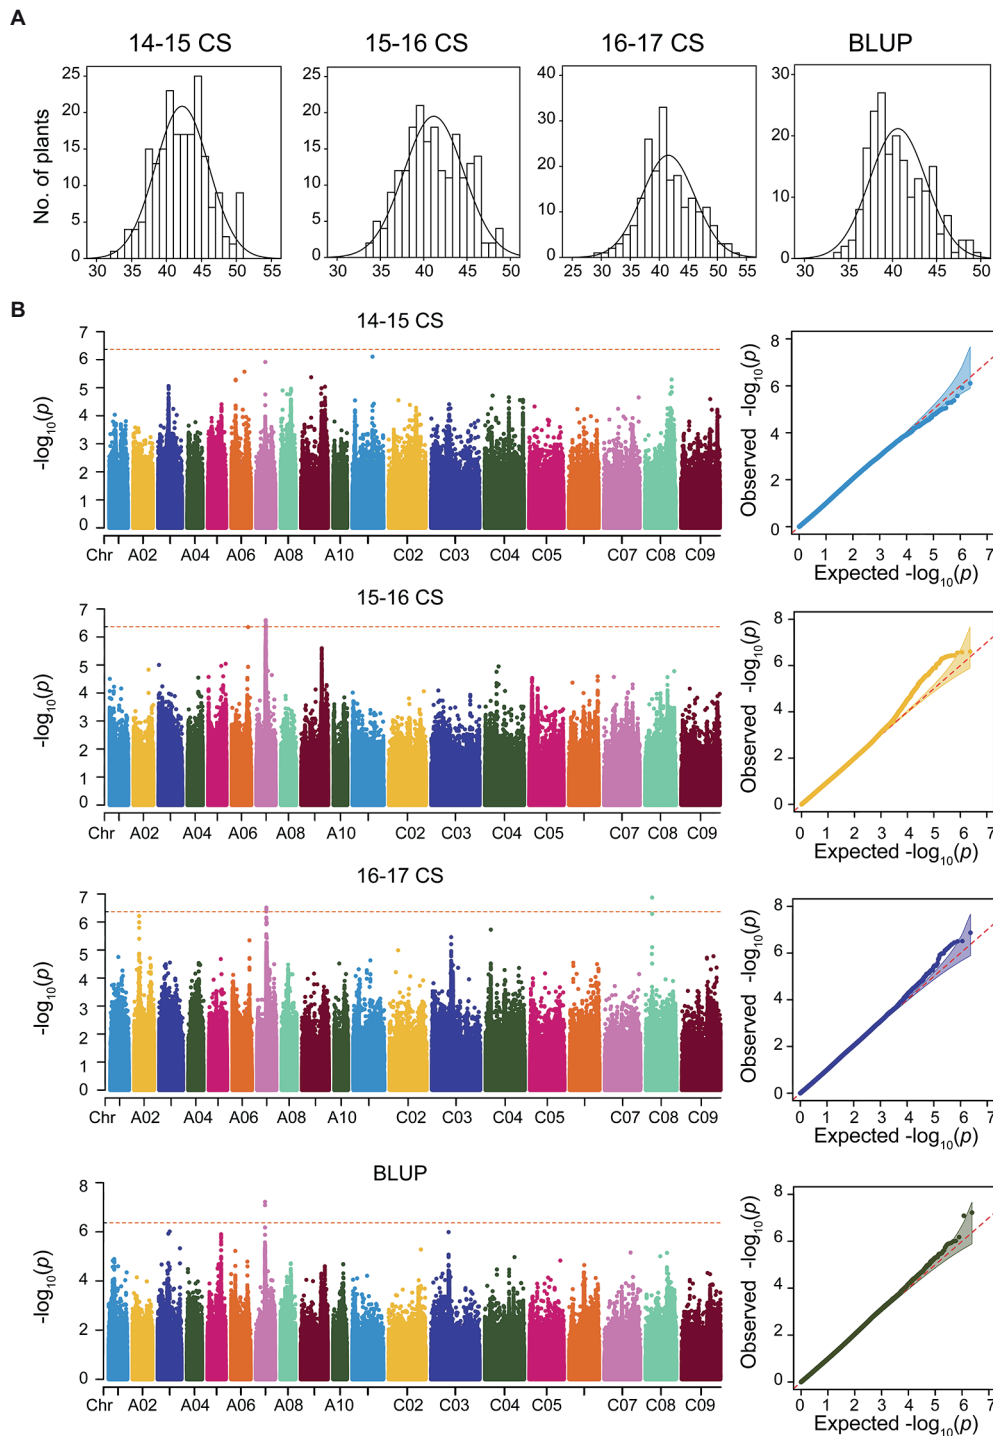 A
14-15 CS 15-16 CS 16-17 CS BLUP
No. of plants
25 20 15 10 5 0
30 35 40 45 50 55
25 20 15 10 5 0
30 35 40 45 50
40 30 20 10 0
25 30 35 40 45 50 55
30 20 10 0
30 35 40 45 50
B
14-15 CS
-log10(p)
7 6 5 4 3 2 1 0
Chr A02 A04 A06 A08 A10 C02 C03 C04 C05 C07 C08 C09
Observed -log10(p)
8 6 4 2 0
0 1 2 3 4 5 6 7
Expected -log10(p)
15-16 CS
-log10(p)
7 6 5 4 3 2 1 0
Chr A02 A04 A06 A08 A10 C02 C03 C04 C05 C07 C08 C09
Observed -log10(p)
8 6 4 2 0
0 1 2 3 4 5 6 7
Expected -log10(p)
16-17 CS
-log10(p)
7 6 5 4 3 2 1 0
Chr A02 A04 A06 A08 A10 C02 C03 C04 C05 C07 C08 C09
Observed -log10(p)
8 6 4 2 0
0 1 2 3 4 5 6 7
Expected -log10(p)
BLUP
-log10(p)
8 6 4 2 0
Chr A02 A04 A06 A08 A10 C02 C03 C04 C05 C07 C08 C09
Observed -log10(p)
8 6 4 2 0
0 1 2 3 4 5 6 7
Expected -log10(p)